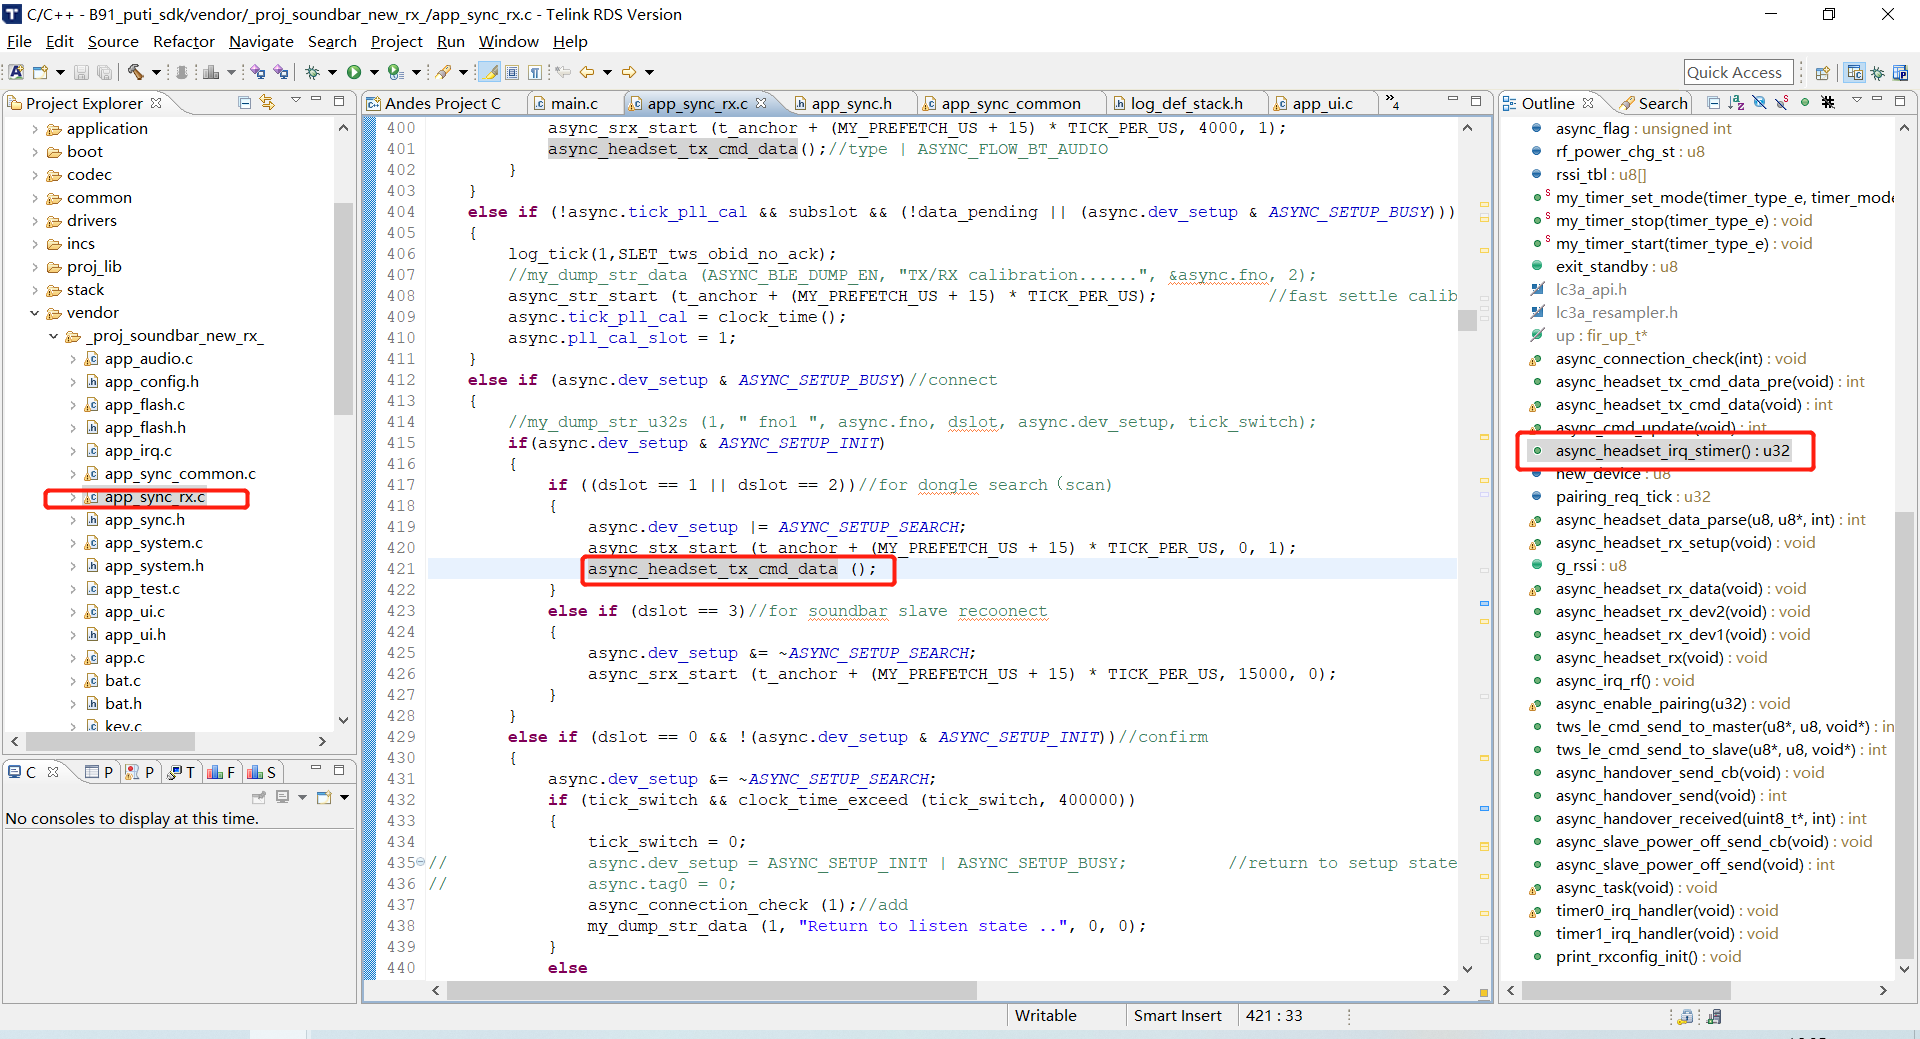 C/C++ - B91_puti_sdk/vendor/_proj_soundbar_new_rx_/app_sync_rx.c - Telink RDS Version
File Edit Source Refactor Navigate Search Project Run Window Help
Quick Access
Project Explorer
application
boot
codec
common
drivers
incs
proj_lib
stack
vendor
_proj_soundbar_new_rx_
app_audio.c
app_config.h
app_flash.c
app_flash.h
app_irq.c
app_sync_common.c
app_sync_rx.c
app_sync.h
app_system.c
app_system.h
app_test.c
app_ui.c
app_ui.h
app.c
bat.c
bat.h
key.c
C P P T F S
No consoles to display at this time.
Andes Project C main.c app_sync_rx.c app_sync.h app_sync_common log_def_stack.h app_ui.c »4
400 async_srx_start (t_anchor + (MY_PREFETCH_US + 15) * TICK_PER_US, 4000, 1);
401 async_headset_tx_cmd_data();//type | ASYNC_FLOW_BT_AUDIO
402 }
403 }
404 else if (!async.tick_pll_cal && subslot && (!data_pending || (async.dev_setup & ASYNC_SETUP_BUSY)))
405 {
406 log_tick(1,SLET_tws_obid_no_ack);
407 //my_dump_str_data (ASYNC_BLE_DUMP_EN, "TX/RX calibration......", &async.fno, 2);
408 async_str_start (t_anchor + (MY_PREFETCH_US + 15) * TICK_PER_US); //fast settle calib
409 async.tick_pll_cal = clock_time();
410 async.pll_cal_slot = 1;
411 }
412 else if (async.dev_setup & ASYNC_SETUP_BUSY)//connect
413 {
414 //my_dump_str_u32s (1, " fno1 ", async.fno, dslot, async.dev_setup, tick_switch);
415 if(async.dev_setup & ASYNC_SETUP_INIT)
416 {
417 if ((dslot == 1 || dslot == 2))//for dongle search（scan)
418 {
419 async.dev_setup |= ASYNC_SETUP_SEARCH;
420 async_stx_start (t_anchor + (MY_PREFETCH_US + 15) * TICK_PER_US, 0, 1);
421 async_headset_tx_cmd_data ();
422 }
423 else if (dslot == 3)//for soundbar slave recoonect
424 {
425 async.dev_setup &= ~ASYNC_SETUP_SEARCH;
426 async_srx_start (t_anchor + (MY_PREFETCH_US + 15) * TICK_PER_US, 15000, 0);
427 }
428 }
429 else if (dslot == 0 && !(async.dev_setup & ASYNC_SETUP_INIT))//confirm
430 {
431 async.dev_setup &= ~ASYNC_SETUP_SEARCH;
432 if (tick_switch && clock_time_exceed (tick_switch, 400000))
433 {
434 tick_switch = 0;
435 // async.dev_setup = ASYNC_SETUP_INIT | ASYNC_SETUP_BUSY; //return to setup state
436 // async.tag0 = 0;
437 async_connection_check (1);//add
438 my_dump_str_data (1, "Return to listen state ..", 0, 0);
439 }
440 else
Outline Search
async_flag : unsigned int
rf_power_chg_st : u8
rssi_tbl : u8[]
my_timer_set_mode(timer_type_e, timer_mode
my_timer_stop(timer_type_e) : void
my_timer_start(timer_type_e) : void
exit_standby : u8
lc3a_api.h
lc3a_resampler.h
up : fir_up_t*
async_connection_check(int) : void
async_headset_tx_cmd_data_pre(void) : int
async_headset_tx_cmd_data(void) : int
async_cmd_update(void) : int
async_headset_irq_stimer() : u32
new_device : u8
pairing_req_tick : u32
async_headset_data_parse(u8, u8*, int) : int
async_headset_rx_setup(void) : void
g_rssi : u8
async_headset_rx_data(void) : void
async_headset_rx_dev2(void) : void
async_headset_rx_dev1(void) : void
async_headset_rx(void) : void
async_irq_rf() : void
async_enable_pairing(u32) : void
tws_le_cmd_send_to_master(u8*, u8, void*) : in
tws_le_cmd_send_to_slave(u8*, u8, void*) : int
async_handover_send_cb(void) : void
async_handover_send(void) : int
async_handover_received(uint8_t*, int) : int
async_slave_power_off_send_cb(void) : void
async_slave_power_off_send(void) : int
async_task(void) : void
timer0_irq_handler(void) : void
timer1_irq_handler(void) : void
print_rxconfig_init() : void
Writable Smart Insert 421 : 33